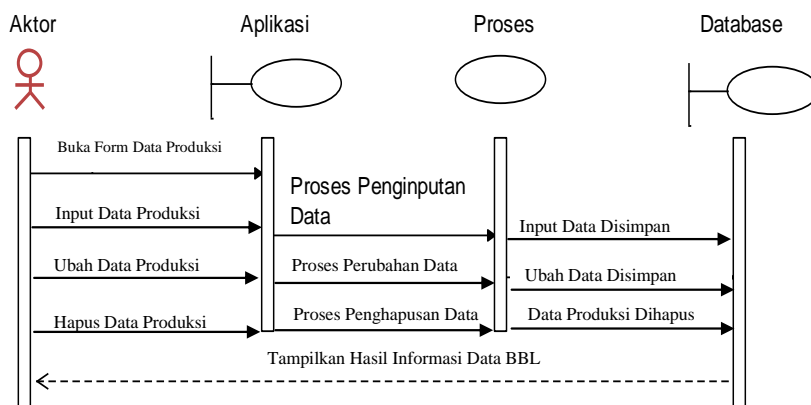 Aktor
Aplikasi
Proses
Database
Buka Form Data Produksi
Proses Penginputan
Data
Input Data Produksi
Input Data Disimpan
Ubah Data Produksi
Proses Perubahan Data
Ubah Data Disimpan
Hapus Data Produksi
Proses Penghapusan Data
Data Produksi Dihapus
Tampilkan Hasil Informasi Data BBL